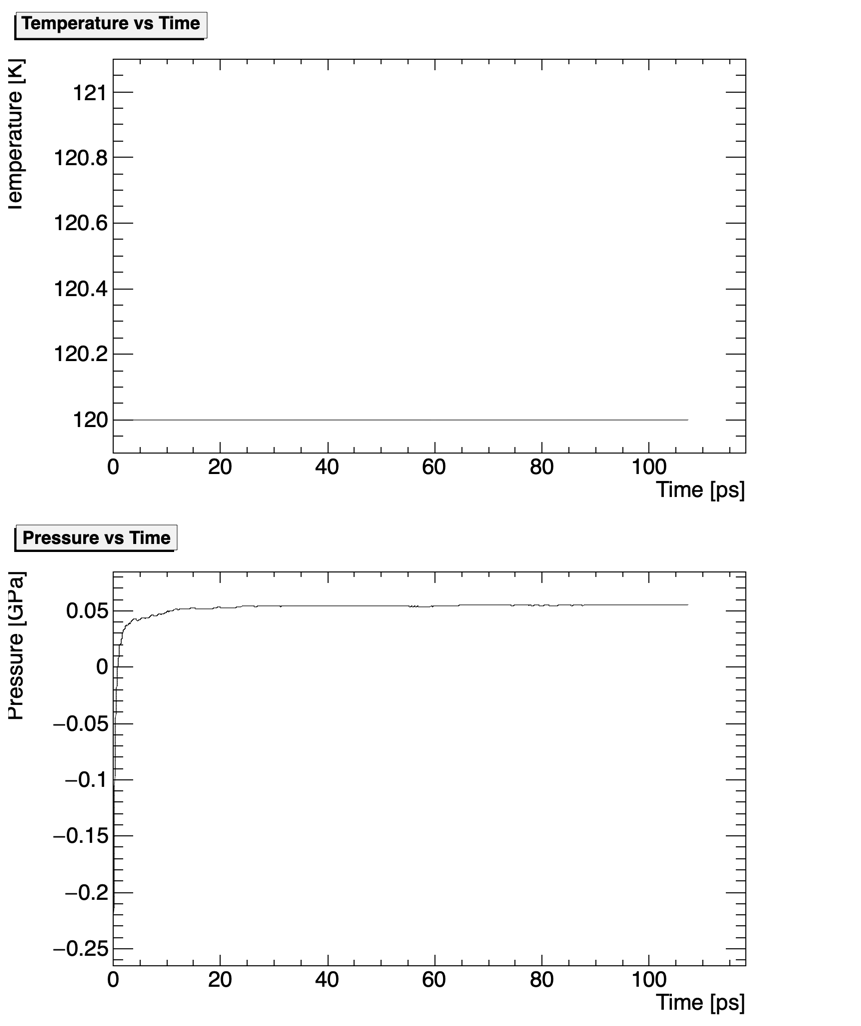 Temperature vs Time
Temperature [K]
121
120.8
120.6
120.4
120.2
120
0 20 40 60 80 100
Time [ps]
Pressure vs Time
Pressure [GPa]
0.05
0
−0.05
−0.1
−0.15
−0.2
−0.25
0 20 40 60 80 100
Time [ps]